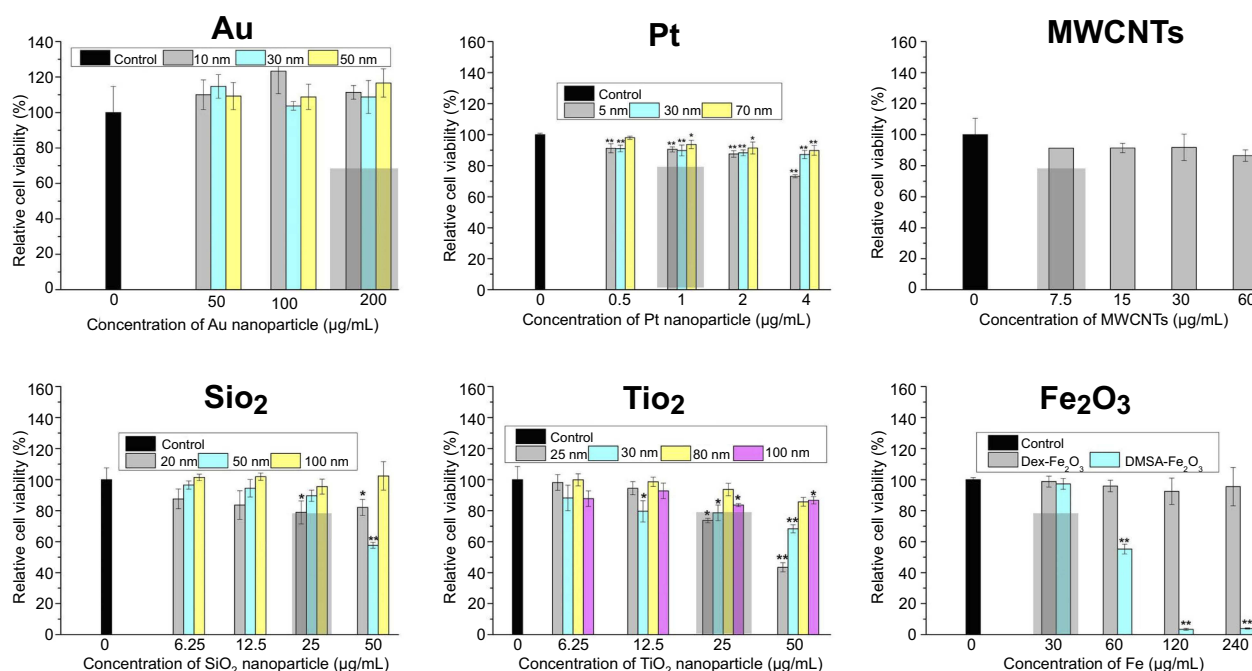 Au
Relative cell viability (%)
140
120
100
80
60
40
20
0
Control 10 nm 30 nm 50 nm
0 50 100 200
Concentration of Au nanoparticle (µg/mL)
Pt
Relative cell viability (%)
160
140
120
100
80
60
40
20
0
Control
5 nm 30 nm 70 nm
** **
** ** *
** ** *
** ** **
0 0.5 1 2 4
Concentration of Pt nanoparticle (µg/mL)
MWCNTs
Relative cell viability (%)
160
140
120
100
80
60
40
20
0
0 7.5 15 30 60
Concentration of MWCNTs (µg/mL)
Sio₂
Relative cell viability (%)
160
140
120
100
80
60
40
20
0
Control
20 nm 50 nm 100 nm
*
* **
0 6.25 12.5 25 50
Concentration of SiO₂ nanoparticle (µg/mL)
Tio₂
Relative cell viability (%)
160
140
120
100
80
60
40
20
0
Control
25 nm 30 nm 80 nm 100 nm
*
* * *
** ** *
0 6.25 12.5 25 50
Concentration of TiO₂ nanoparticle (µg/mL)
Fe₂O₃
Relative cell viability (%)
160
140
120
100
80
60
40
20
0
Control
Dex-Fe₂O₃ DMSA-Fe₂O₃
**
**
**
0 30 60 120 240
Concentration of Fe (µg/mL)